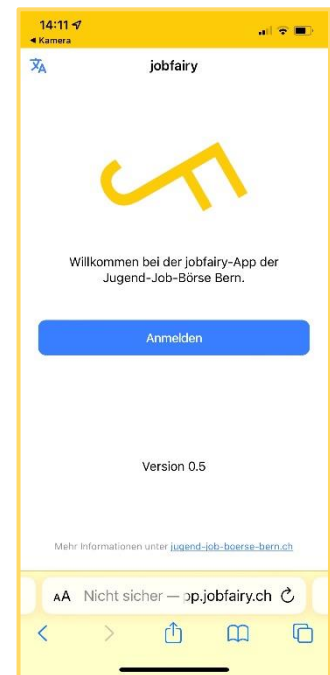 14:11
◀ Kamera
jobfairy
JF
Willkommen bei der jobfairy-App der
Jugend-Job-Börse Bern.
Anmelden
Version 0.5
Mehr Informationen unter jugend-job-boerse-bern.ch
AA Nicht sicher — pp.jobfairy.ch